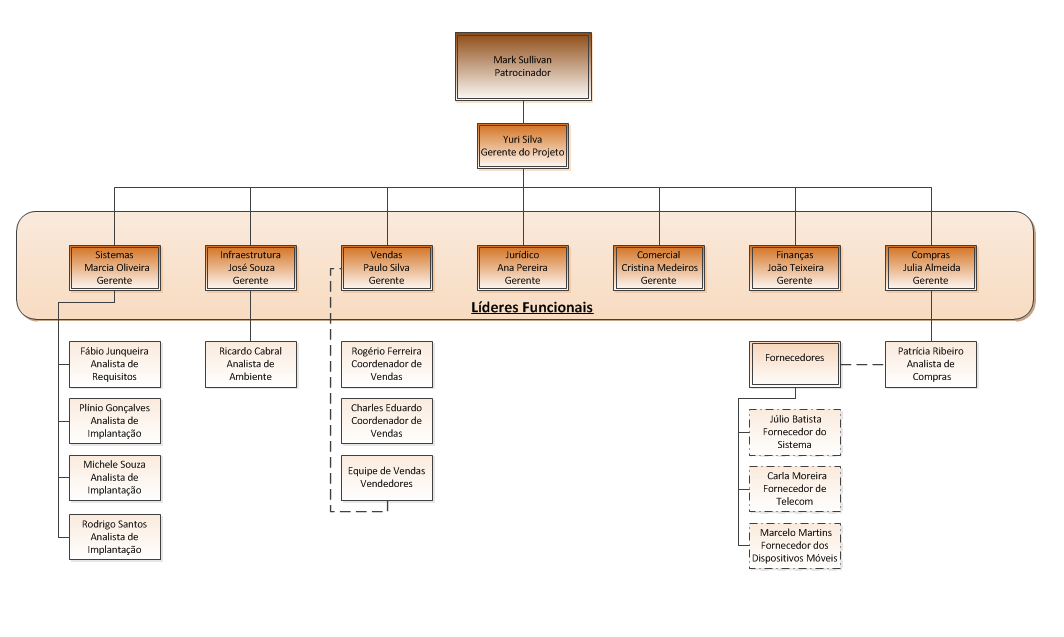 Mark Sullivan
Patrocinador
Yuri Silva
Gerente do Projeto
Sistemas
Marcia Oliveira
Gerente
Infraestrutura
José Souza
Gerente
Vendas
Paulo Silva
Gerente
Jurídico
Ana Pereira
Gerente
Comercial
Cristina Medeiros
Gerente
Finanças
João Teixeira
Gerente
Compras
Julia Almeida
Gerente
Líderes Funcionais
Fábio Junqueira
Analista de
Requisitos
Plínio Gonçalves
Analista de
Implantação
Michele Souza
Analista de
Implantação
Rodrigo Santos
Analista de
Implantação
Ricardo Cabral
Analista de
Ambiente
Rogério Ferreira
Coordenador de
Vendas
Charles Eduardo
Coordenador de
Vendas
Equipe de Vendas
Vendedores
Fornecedores
Júlio Batista
Fornecedor do
Sistema
Carla Moreira
Fornecedor de
Telecom
Marcelo Martins
Fornecedor dos
Dispositivos Móveis
Patrícia Ribeiro
Analista de
Compras